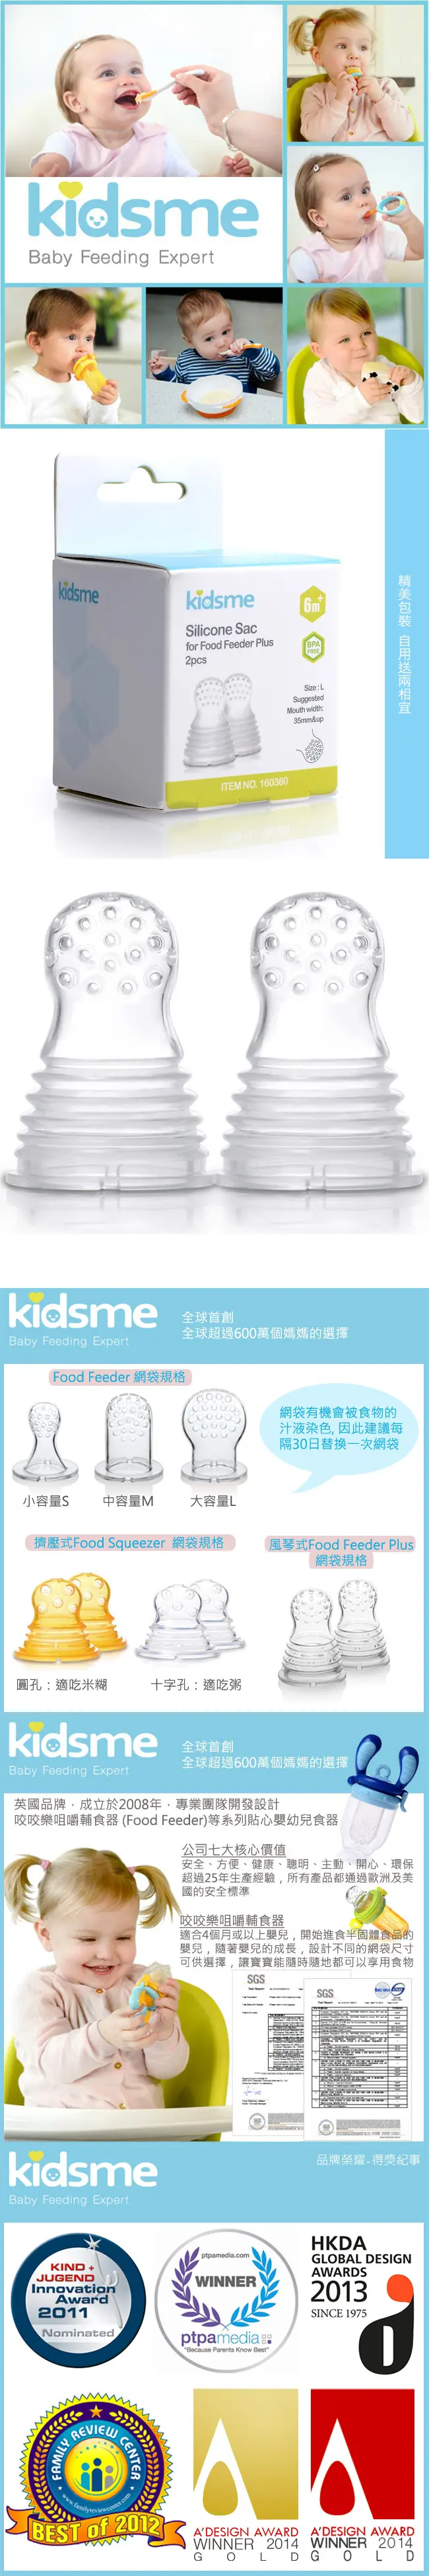 kidsme
Baby Feeding Expert
kidsme
kidsme
6m+
Silicone Sac
for Food Feeder Plus
2pcs
BPA
FREE
Size : L
Suggested
Mouth width:
35mm&up
ITEM NO. 160360
精美包裝 自用送兩相宜
kidsme
Baby Feeding Expert
全球首創
全球超過600萬個媽媽的選擇
Food Feeder 網袋規格
網袋有機會被食物的
汁液染色, 因此建議每
隔30日替換一次網袋
小容量S
中容量M
大容量L
擠壓式Food Squeezer 網袋規格
風琴式Food Feeder Plus
網袋規格
圓孔：適吃米糊
十字孔：適吃粥
kidsme
Baby Feeding Expert
全球首創
全球超過600萬個媽媽的選擇
英國品牌，成立於2008年，專業團隊開發設計
咬咬樂咀嚼輔食器 (Food Feeder)等系列貼心嬰幼兒食器
公司七大核心價值
安全、方便、健康、聰明、主動、開心、環保
超過25年生產經驗，所有產品都通過歐洲及美
國的安全標準
咬咬樂咀嚼輔食器
適合4個月或以上嬰兒，開始進食半固體食品的
嬰兒，隨著嬰兒的成長，設計不同的網袋尺寸
可供選擇，讓寶寶能隨時隨地都可以享用食物
SGS
SGS
kidsme
Baby Feeding Expert
品牌榮耀-得獎紀事
KIND +
JUGEND
Innovation
Award
2011
Nominated
ptpamedia.com
WINNER
ptpamedia
"Because Parents Know Best"
HKDA
GLOBAL DESIGN
AWARDS
2013
SINCE 1975
FAMILY REVIEW CENTER
www.familyreviewcenter.com
BEST of 2012
A'DESIGN AWARD
WINNER 2014
GOLD
A'DESIGN AWARD
WINNER 2014
GOLD